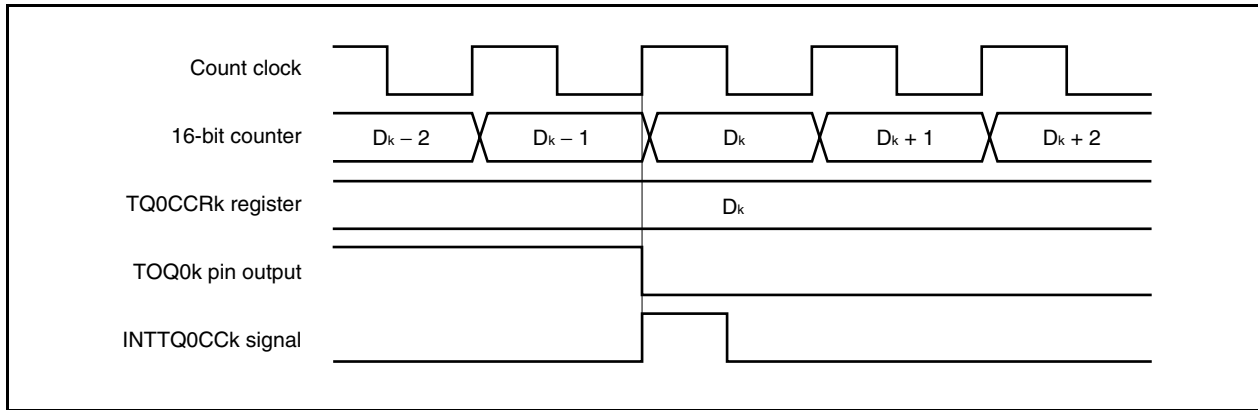 Count clock
16-bit counter
Dk − 2
Dk − 1
Dk
Dk + 1
Dk + 2
TQ0CCRk register
Dk
TOQ0k pin output
INTTQ0CCk signal